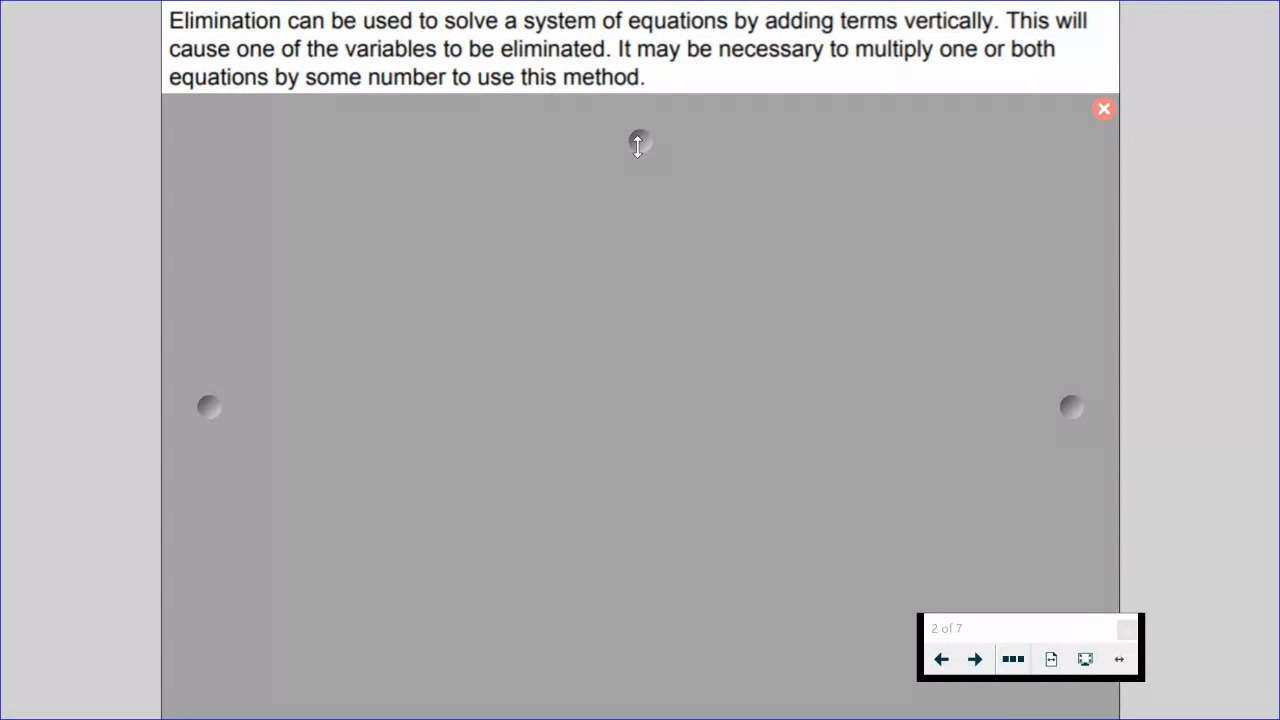 Elimination can be used to solve a system of equations by adding terms vertically. This will
cause one of the variables to be eliminated. It may be necessary to multiply one or both
equations by some number to use this method.
2 of 7